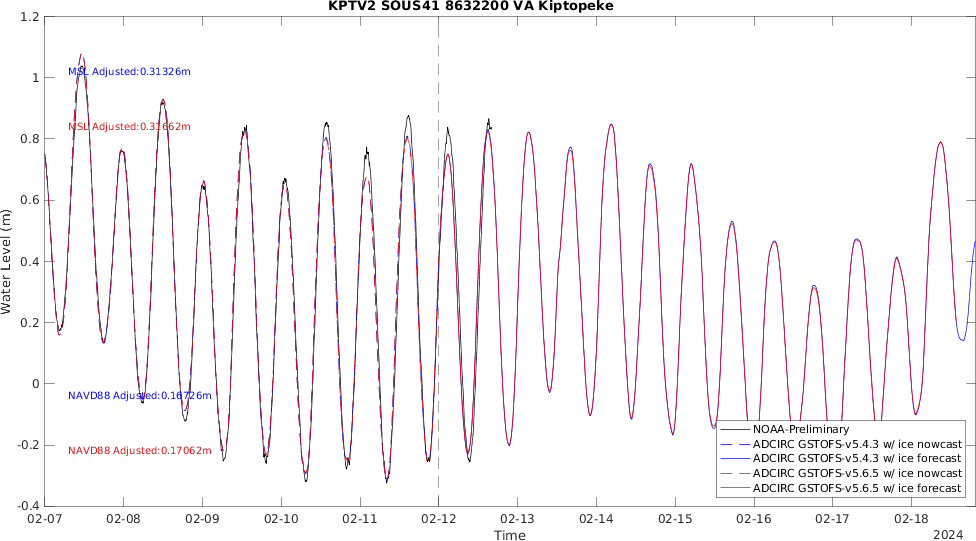 KPTV2 SOUS41 8632200 VA Kiptopeke
1.2
1
0.8
0.6
0.4
0.2
0
-0.2
-0.4
Water Level (m)
MSL Adjusted:0.31326m
MSL Adjusted:0.31662m
NAVD88 Adjusted:0.16726m
NAVD88 Adjusted:0.17062m
NOAA-Preliminary
ADCIRC GSTOFS-v5.4.3 w/ ice nowcast
ADCIRC GSTOFS-v5.4.3 w/ ice forecast
ADCIRC GSTOFS-v5.6.5 w/ ice nowcast
ADCIRC GSTOFS-v5.6.5 w/ ice forecast
02-07 02-08 02-09 02-10 02-11 02-12 02-13 02-14 02-15 02-16 02-17 02-18
Time
2024